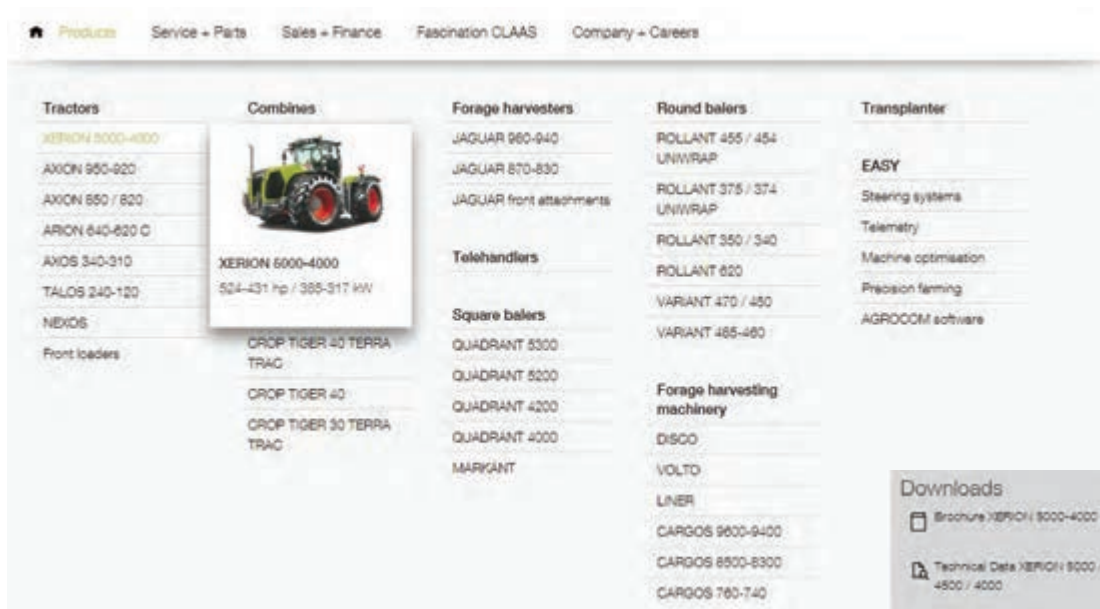 Products
Service + Parts
Sales + Finance
Fascination CLAAS
Company + Careers
Tractors
XERION 5000-4000
AXION 950-920
AXION 850 / 820
ARION 640-620 C
AXOS 340-310
TALOS 240-120
NEXOS
Front loaders
Combines
XERION 5000-4000
524-431 hp / 385-317 kW
CROP TIGER 40 TERRA
TRAC
CROP TIGER 40
CROP TIGER 30 TERRA
TRAC
Forage harvesters
JAGUAR 960-940
JAGUAR 870-830
JAGUAR front attachments
Telehandlers
Square balers
QUADRANT 5300
QUADRANT 5200
QUADRANT 4200
QUADRANT 4000
MARKANT
Round balers
ROLLANT 455 / 454
UNIWRAP
ROLLANT 375 / 374
UNIWRAP
ROLLANT 350 / 340
ROLLANT 620
VARIANT 470 / 450
VARIANT 485-460
Forage harvesting
machinery
DISCO
VOLTO
LINER
CARGOS 9600-9400
CARGOS 8500-8300
CARGOS 760-740
Transplanter
EASY
Steering systems
Telemetry
Machine optimisation
Precision farming
AGROCOM software
Downloads
Brochure XERION 5000-4000
Technical Data XERION 5000 /
4500 / 4000